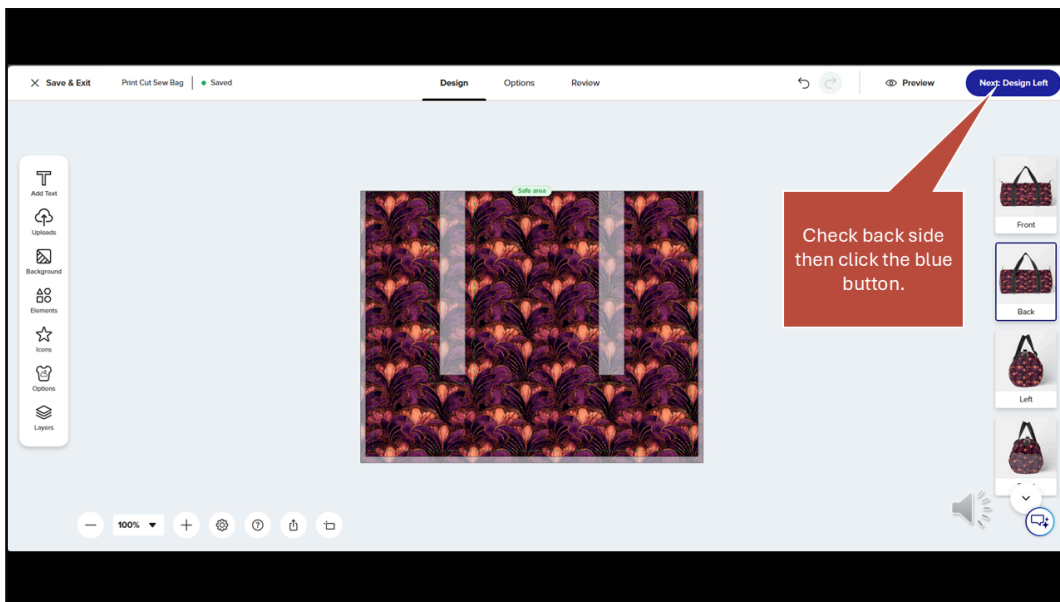 Save & Exit
Print Cut Sew Bag
Saved
Design
Options
Review
Preview
Next: Design Left
Add Text
Uploads
Background
Elements
Icons
Options
Layers
Safe area
Check back side
then click the blue
button.
Front
Back
Left
100%